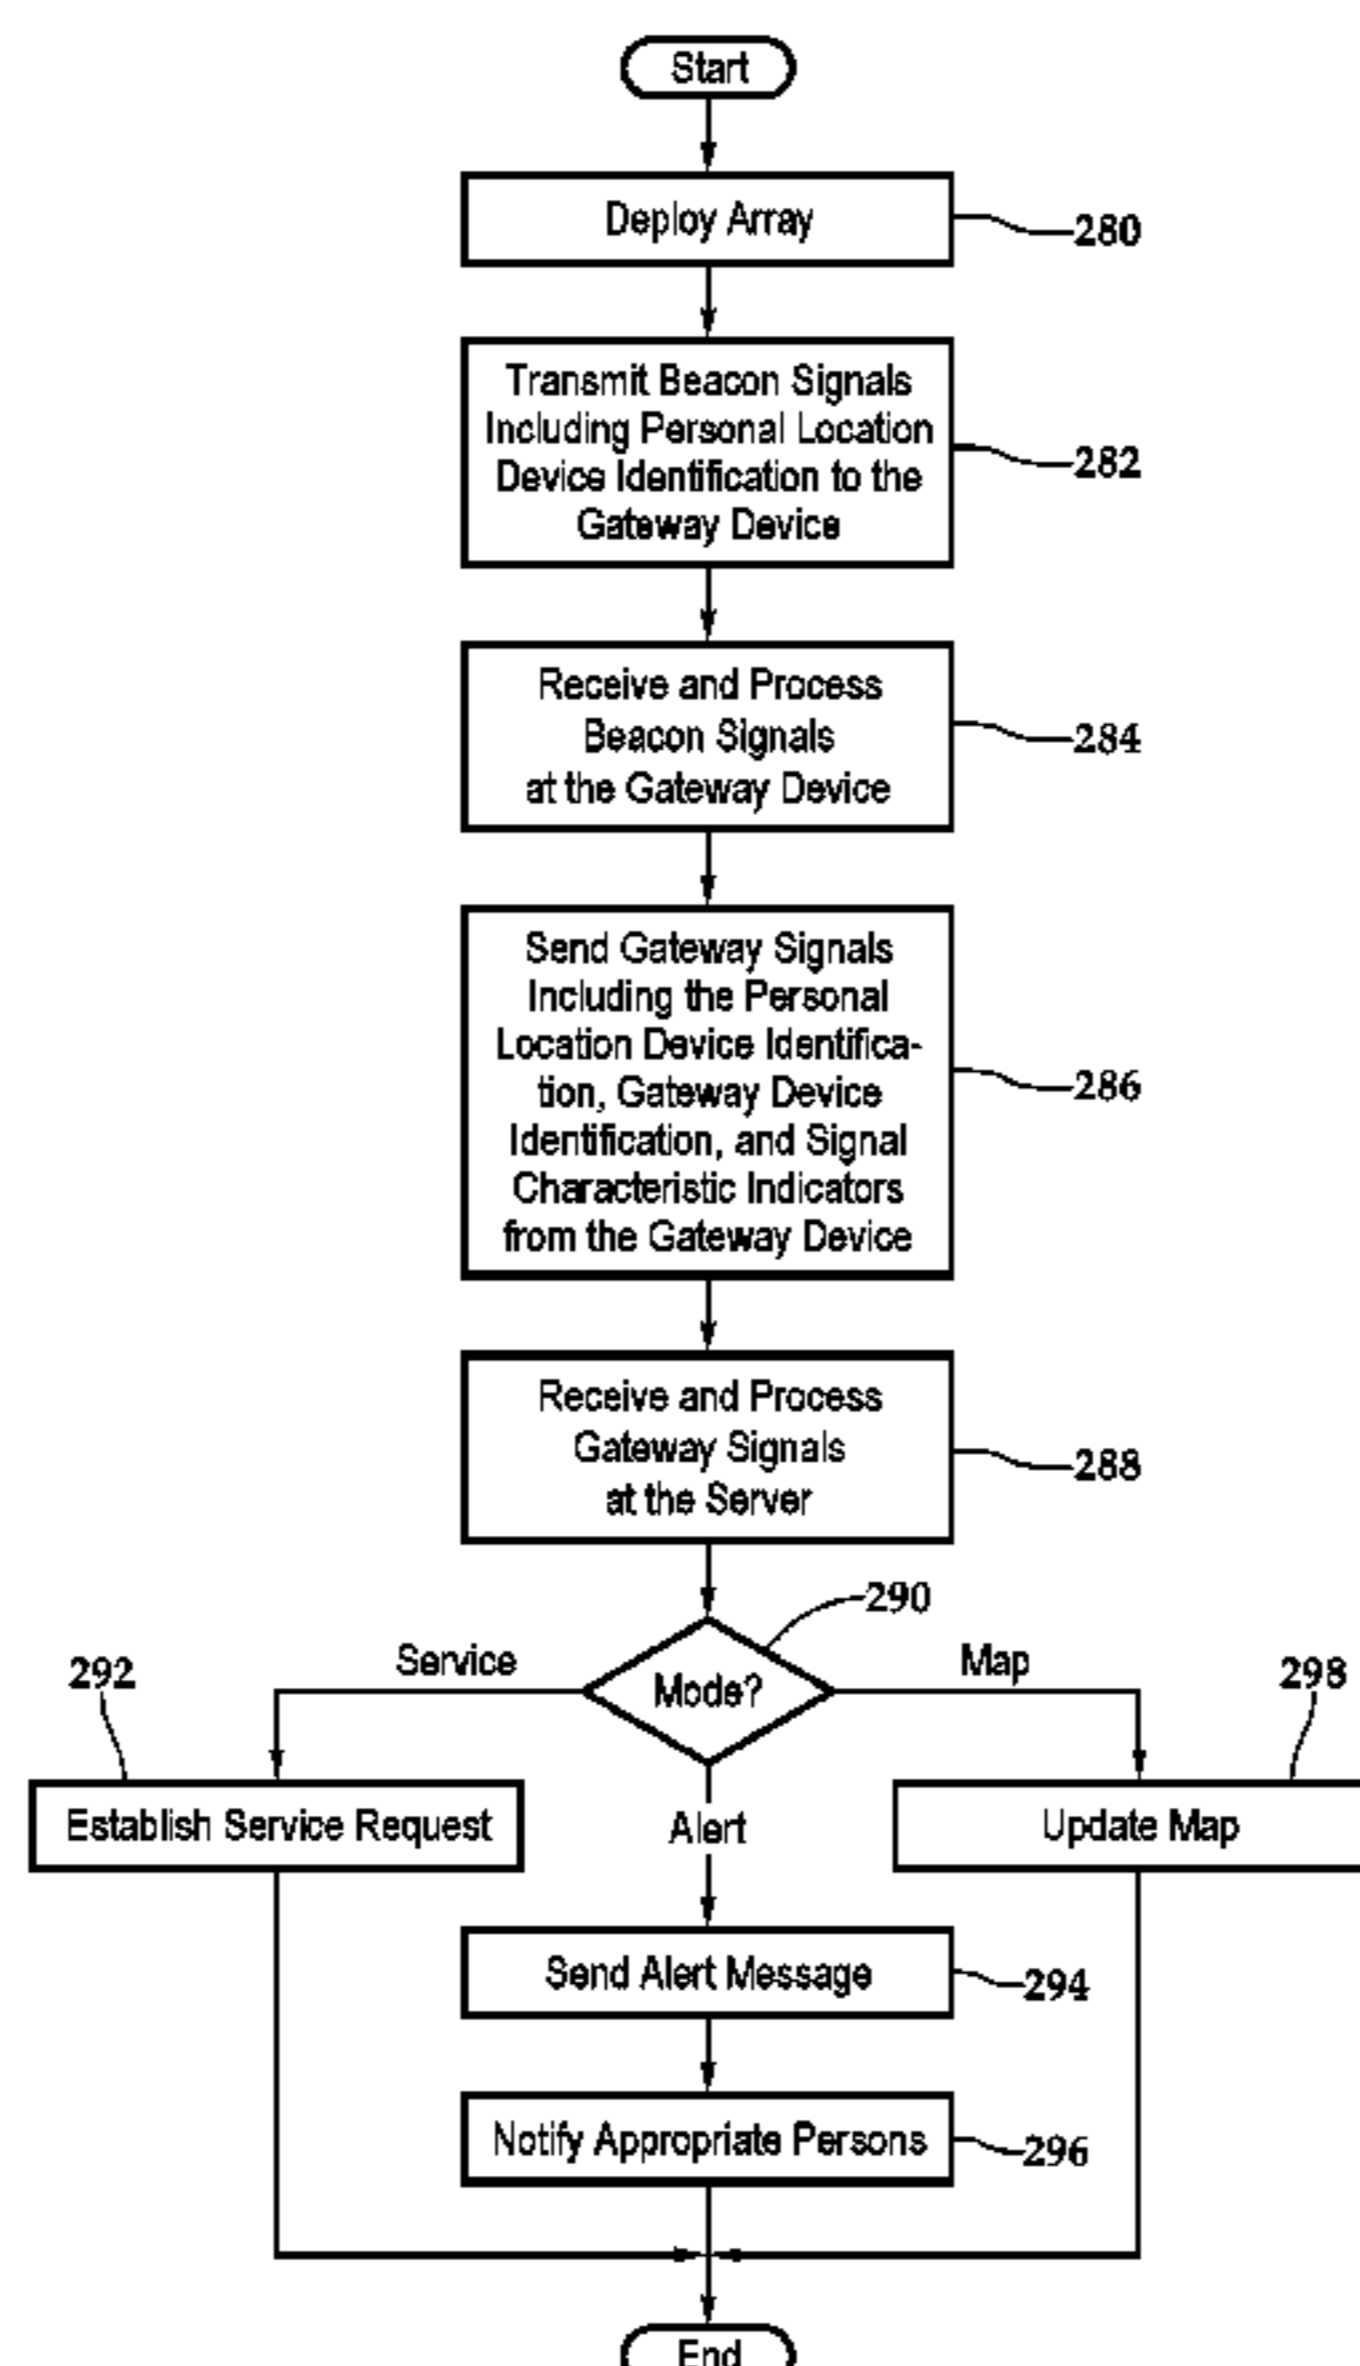 Start
Deploy Array
280
Transmit Beacon Signals
Including Personal Location
Device Identification to the
Gateway Device
282
Receive and Process
Beacon Signals
at the Gateway Device
284
Send Gateway Signals
Including the Personal
Location Device Identifica-
tion, Gateway Device
Identification, and Signal
Characteristic Indicators
from the Gateway Device
286
Receive and Process
Gateway Signals
at the Server
288
290
Mode?
Service
Map
292
298
Establish Service Request
Alert
Update Map
Send Alert Message
294
Notify Appropriate Persons
296
End